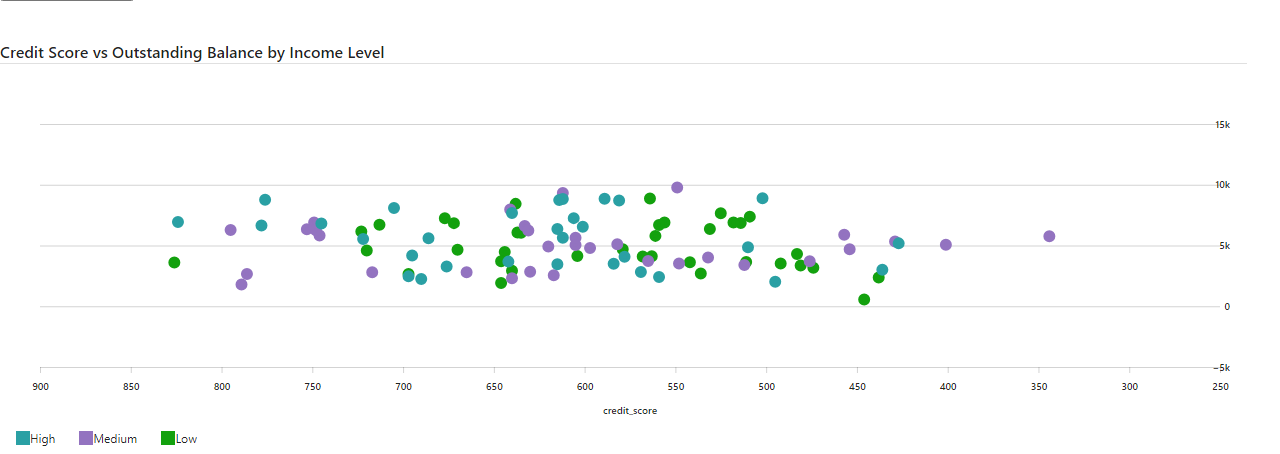 Credit Score vs Outstanding Balance by Income Level
15k
10k
5k
0
−5k
900 850 800 750 700 650 600 550 500 450 400 350 300 250
credit_score
High Medium Low